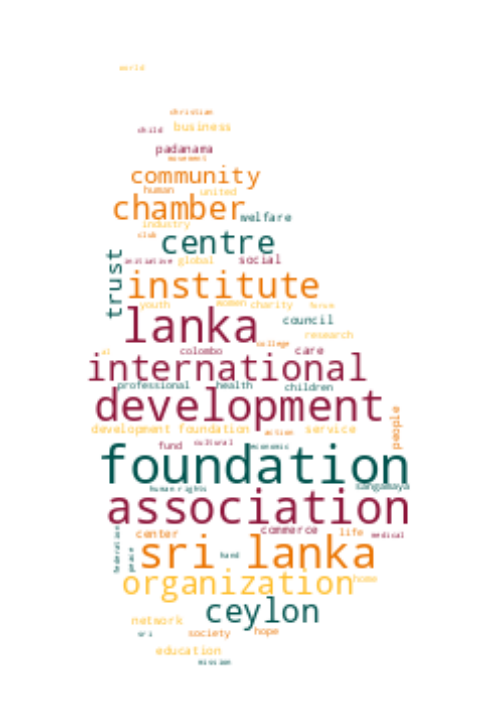 world
christian
child business
padanama
movement
community
human united
chamber
welfare
industry
club
centre
trust
initiative global social
institute
youth women charity forum
lanka
council
research
college
al colombo care
international
professional health children
development
people
development foundation action service
fund cultural economic
foundation
sangamaya
human rights
association
federation
center commerce life medical
peace
sri lanka
hand
organization
home
ceylon
network
sri society hope
education
mission